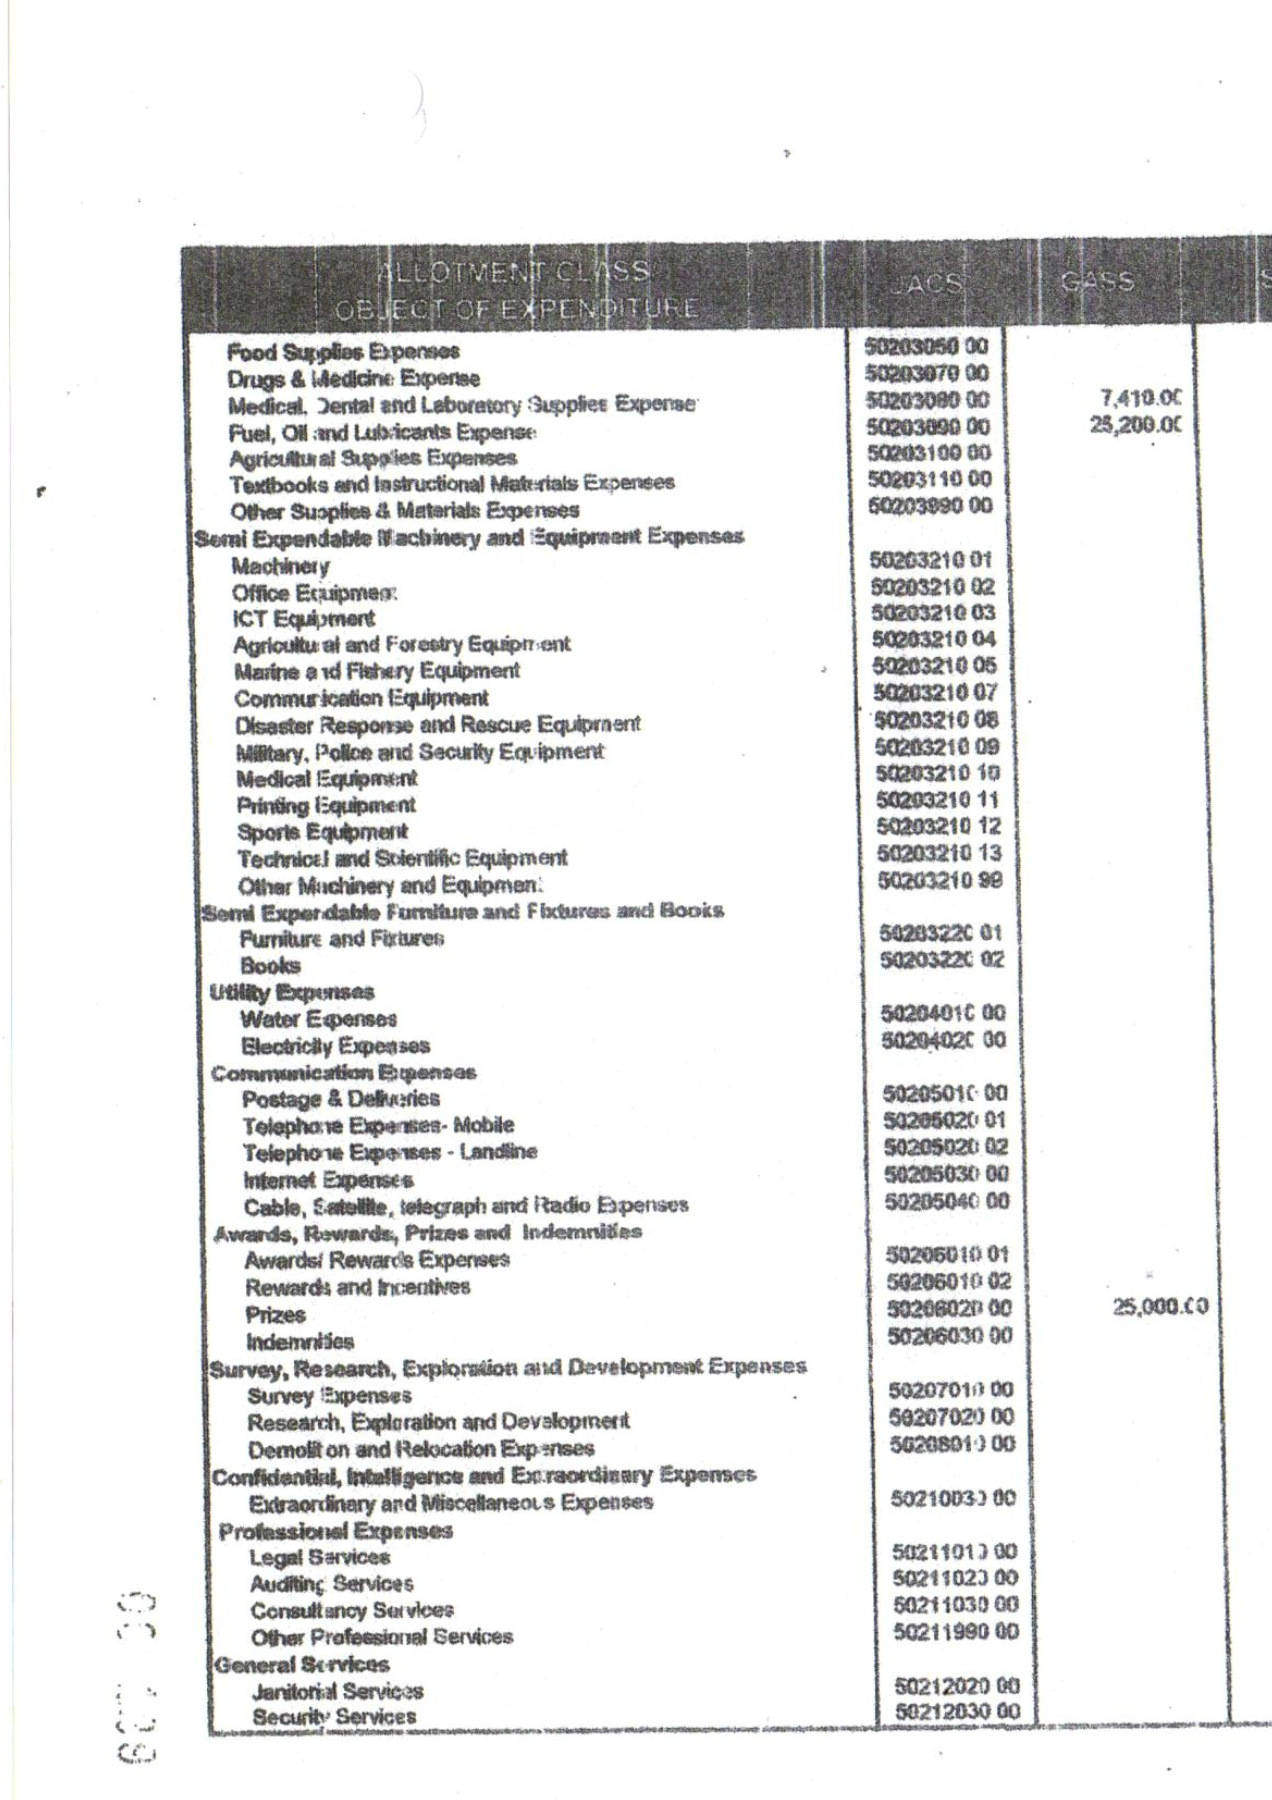 ALLOTMENT CLASS
OBJECT OF EXPENDITURE
UACS
GASS
S
Food Supplies Expenses 50203050 00
Drugs & Medicine Expense 50203070 00
Medical, Dental and Laboratory Supplies Expense 50203080 00 7,410.00
Fuel, Oil and Lubricants Expense 50203090 00 25,200.00
Agricultural Supplies Expenses 50203100 00
Textbooks and Instructional Materials Expenses 50203110 00
Other Supplies & Materials Expenses 50203990 00
Semi Expendable Machinery and Equipment Expenses
Machinery 50203210 01
Office Equipment 50203210 02
ICT Equipment 50203210 03
Agricultural and Forestry Equipment 50203210 04
Marine and Fishery Equipment 50203210 05
Communication Equipment 50203210 07
Disaster Response and Rescue Equipment 50203210 08
Military, Police and Security Equipment 50203210 09
Medical Equipment 50203210 10
Printing Equipment 50203210 11
Sports Equipment 50203210 12
Technical and Scientific Equipment 50203210 13
Other Machinery and Equipment 50203210 99
Semi Expendable Furniture and Fixtures and Books
Furniture and Fixtures 50203220 01
Books 50203220 02
Utility Expenses
Water Expenses 50204010 00
Electricity Expenses 50204020 00
Communication Expenses
Postage & Deliveries 50205010 00
Telephone Expenses- Mobile 50205020 01
Telephone Expenses - Landline 50205020 02
Internet Expenses 50205030 00
Cable, Satellite, telegraph and Radio Expenses 50205040 00
Awards, Rewards, Prizes and Indemnities
Awards/ Rewards Expenses 50206010 01
Rewards and Incentives 50206010 02
Prizes 50206020 00 25,000.00
Indemnities 50206030 00
Survey, Research, Exploration and Development Expenses
Survey Expenses 50207010 00
Research, Exploration and Development 50207020 00
Demolition and Relocation Expenses 50208010 00
Confidential, Intelligence and Extraordinary Expenses
Extraordinary and Miscellaneous Expenses 50210030 00
Professional Expenses
Legal Services 50211010 00
Auditing Services 50211020 00
Consultancy Services 50211030 00
Other Professional Services 50211990 00
General Services
Janitorial Services 50212020 00
Security Services 50212030 00